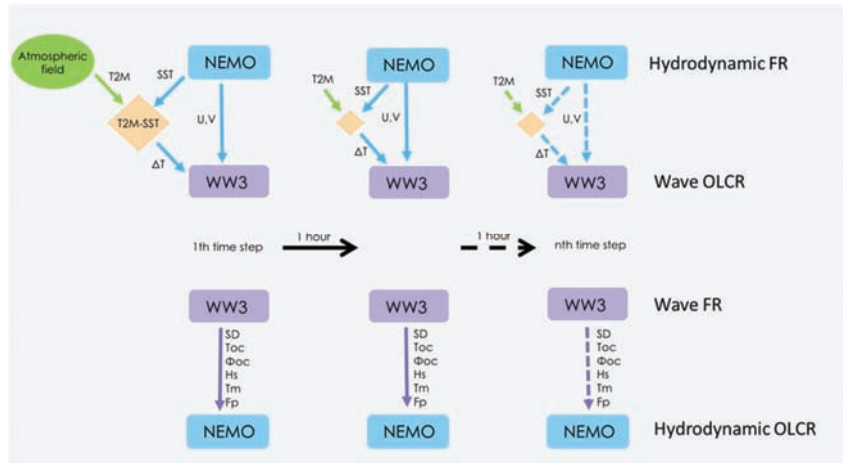 Atmospheric
field
T2M
SST
NEMO
T2M-SST
U,V
ΔT
WW3
T2M
SST
NEMO
U,V
ΔT
WW3
T2M
SST
NEMO
U,V
ΔT
WW3
Hydrodynamic FR
Wave OLCR
1th time step
1 hour
1 hour
nth time step
WW3
SD
Toc
Φoc
Hs
Tm
Fp
NEMO
WW3
SD
Toc
Φoc
Hs
Tm
Fp
NEMO
WW3
SD
Toc
Φoc
Hs
Tm
Fp
NEMO
Wave FR
Hydrodynamic OLCR